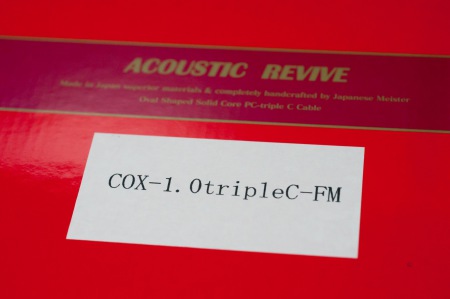 ACOUSTIC REVIVE
Made in Japan superior materials & completely handcrafted by Japanese Meister
Oval Shaped Solid Core PC-triple C Cable
COX-1.0tripleC-FM